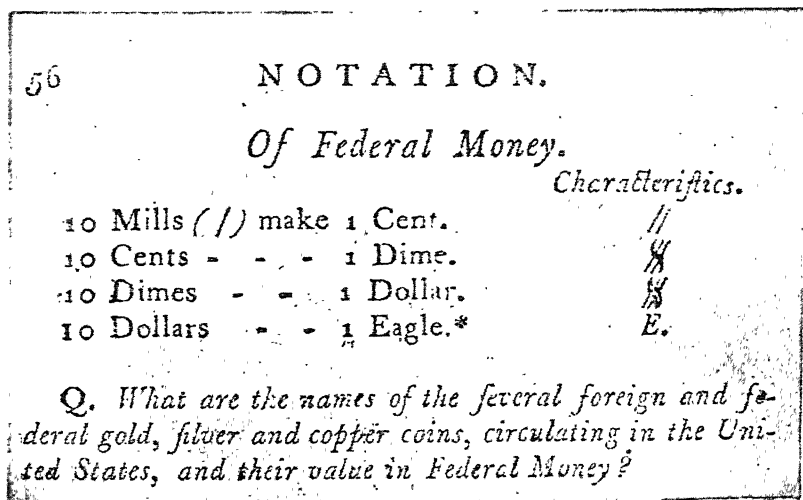 56 NOTATION.
Of Federal Money.
Characteriſtics.
10 Mills (/) make 1 Cent. //
10 Cents - - - 1 Dime.
10 Dimes - - 1 Dollar.
10 Dollars - - 1 Eagle.* E.
Q. What are the names of the ſeveral foreign and fe-
deral gold, ſilver and copper coins, circulating in the Uni-
ted States, and their value in Federal Money?